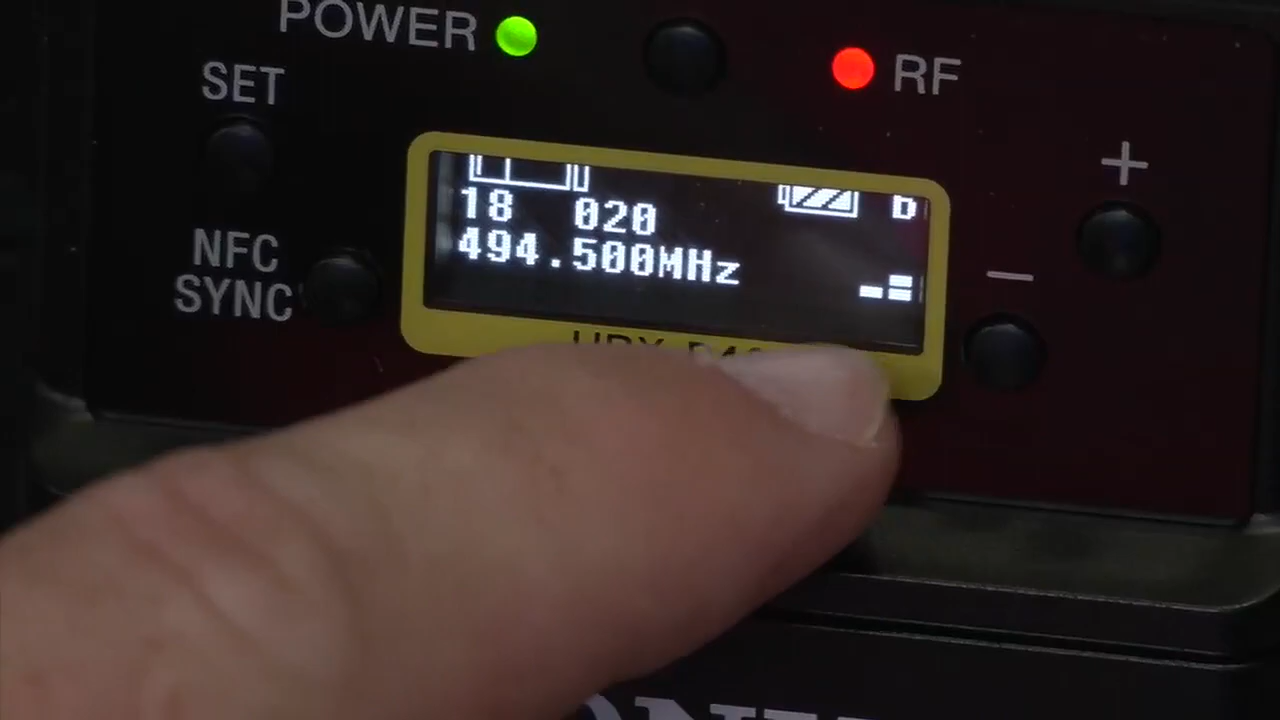 POWER
RF
SET
+
18 020 b
494.500MHz
NFC
SYNC
−